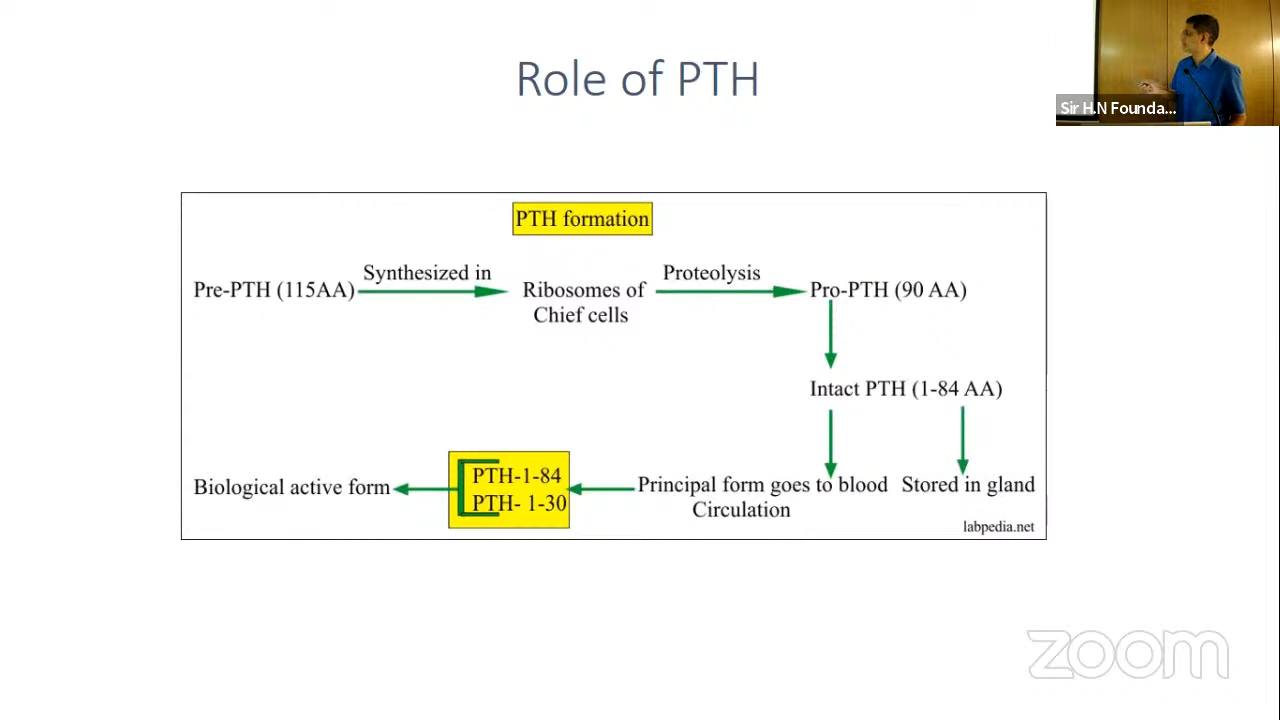 Role of PTH
Sir H.N Founda...
PTH formation
Synthesized in
Proteolysis
Pre-PTH (115AA)
Ribosomes of
Chief cells
Pro-PTH (90 AA)
Intact PTH (1-84 AA)
Biological active form
PTH-1-84
PTH- 1-30
Principal form goes to blood
Circulation
Stored in gland
labpedia.net
zoom